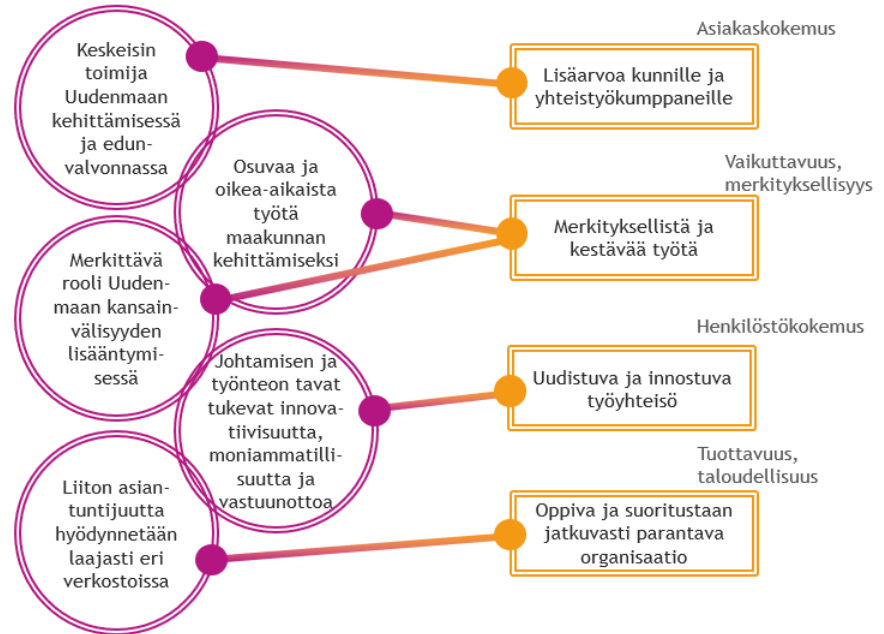 Keskeisin
toimija
Uudenmaan
kehittämisessä
ja edun-
valvonnassa
Osuvaa ja
oikea-aikaista
työtä
maakunnan
kehittämiseksi
Merkittävä
rooli Uuden-
maan kansain-
välisyyden
lisääntymi-
sessä
Johtamisen ja
työnteon tavat
tukevat innova-
tiivisuutta,
moniammatilli-
suutta ja
vastuunottoa
Liiton asian-
tuntijuutta
hyödynnetään
laajasti eri
verkostoissa
Asiakaskokemus
Lisäarvoa kunnille ja
yhteistyökumppaneille
Vaikuttavuus,
merkityksellisyys
Merkityksellistä ja
kestävää työtä
Henkilöstökokemus
Uudistuva ja innostuva
työyhteisö
Tuottavuus,
taloudellisuus
Oppiva ja suoritustaan
jatkuvasti parantava
organisaatio